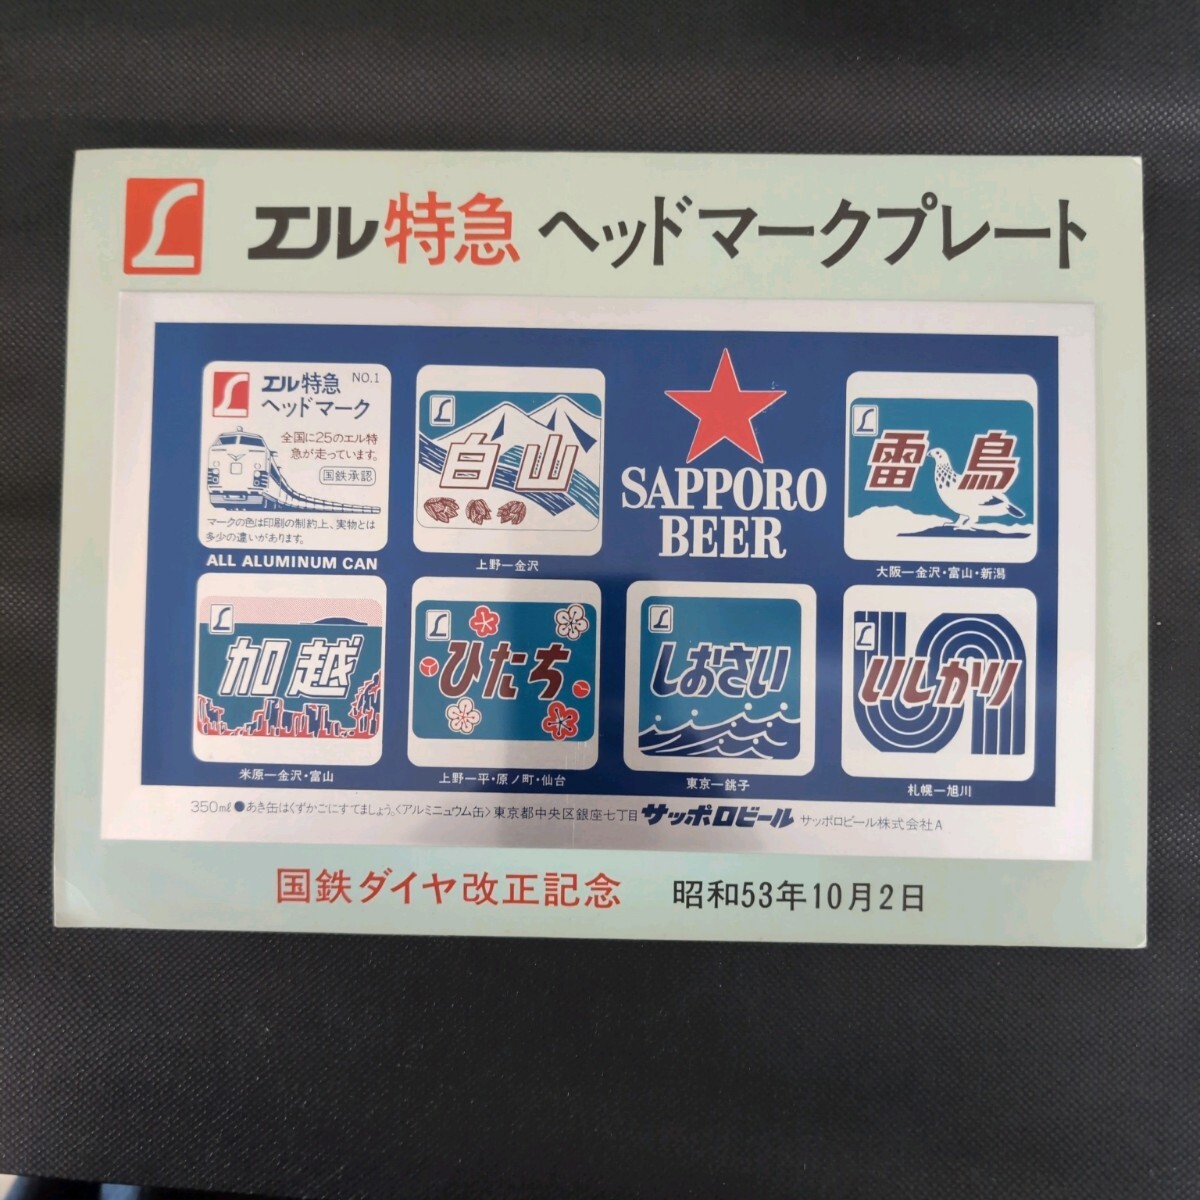 エル特急 ヘッドマークプレート
エル特急 NO.1
ヘッドマーク
全国に25のエル特
急が走っています。
国鉄承認
マークの色は印刷の制約上、実物とは
多少の違いがあります。
ALL ALUMINUM CAN
白山
上野—金沢
SAPPORO
BEER
雷鳥
大阪—金沢・富山・新潟
加越
米原—金沢・富山
ひたち
上野—平・原ノ町・仙台
しおさい
東京—銚子
いしかり
札幌—旭川
350ml●あき缶はくずかごにすてましょう。〈アルミニュウム缶〉東京都中央区銀座七丁目 サッポロビール サッポロビール株式会社A
国鉄ダイヤ改正記念 昭和53年10月2日